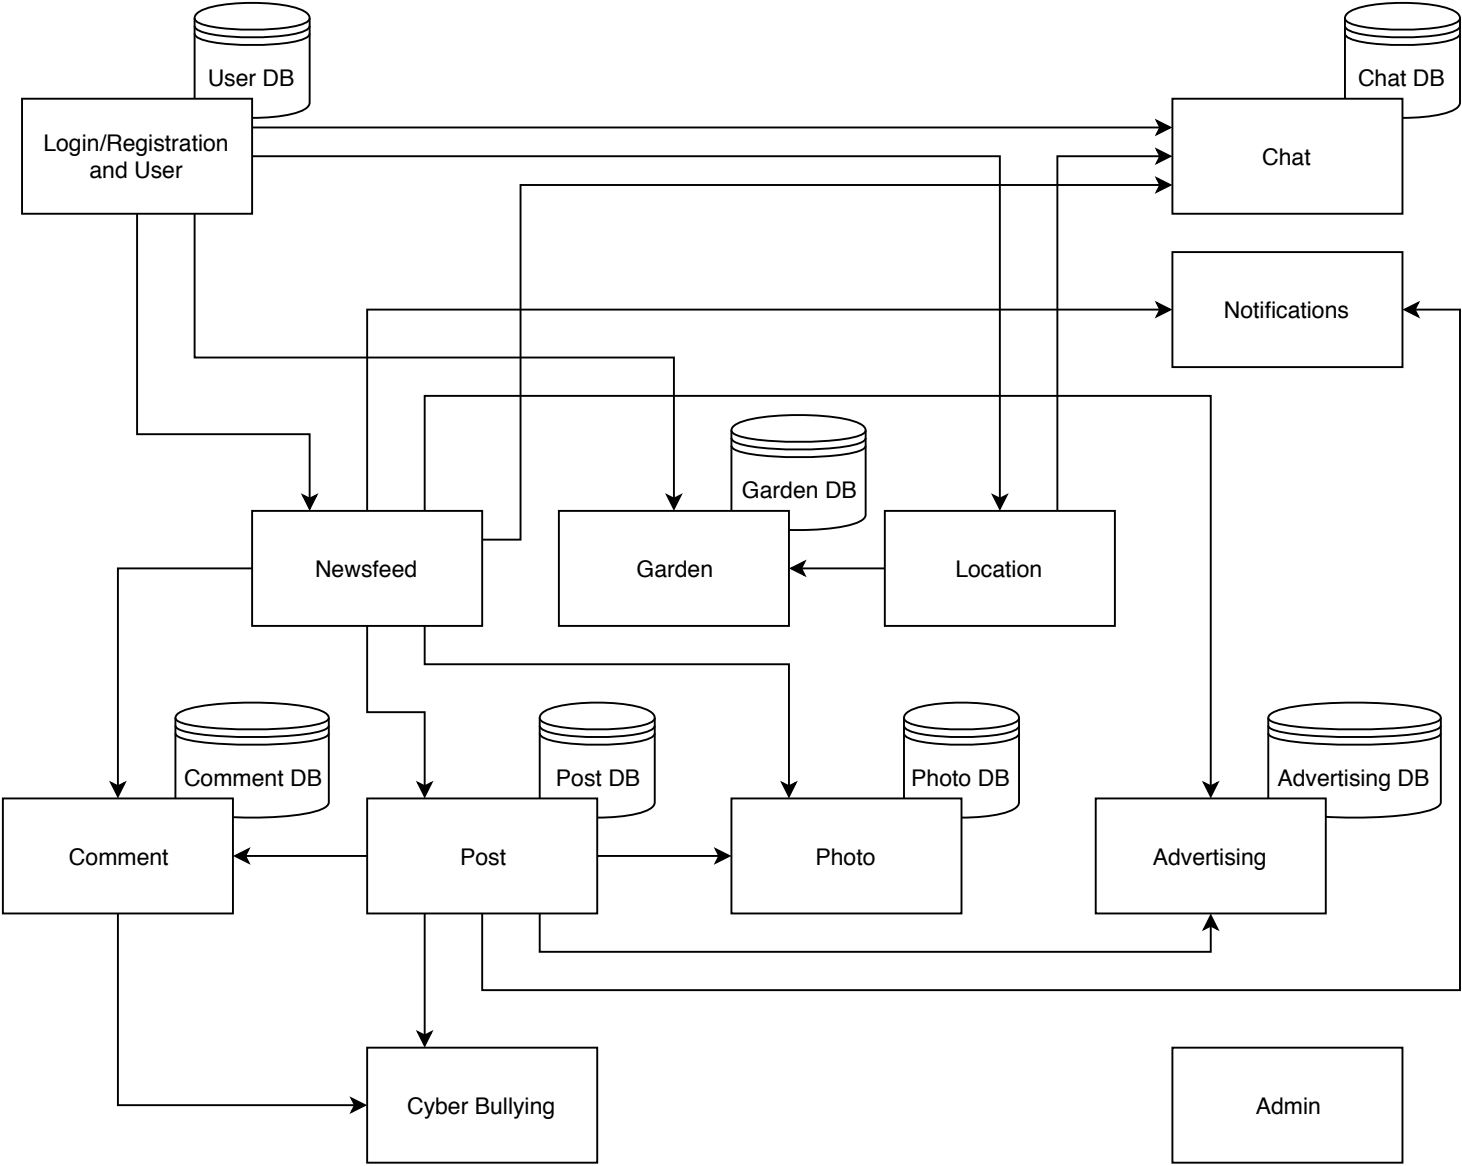 User DB
Chat DB
Login/Registration
and User
Chat
Notifications
Garden DB
Newsfeed
Garden
Location
Comment DB
Post DB
Photo DB
Advertising DB
Comment
Post
Photo
Advertising
Cyber Bullying
Admin